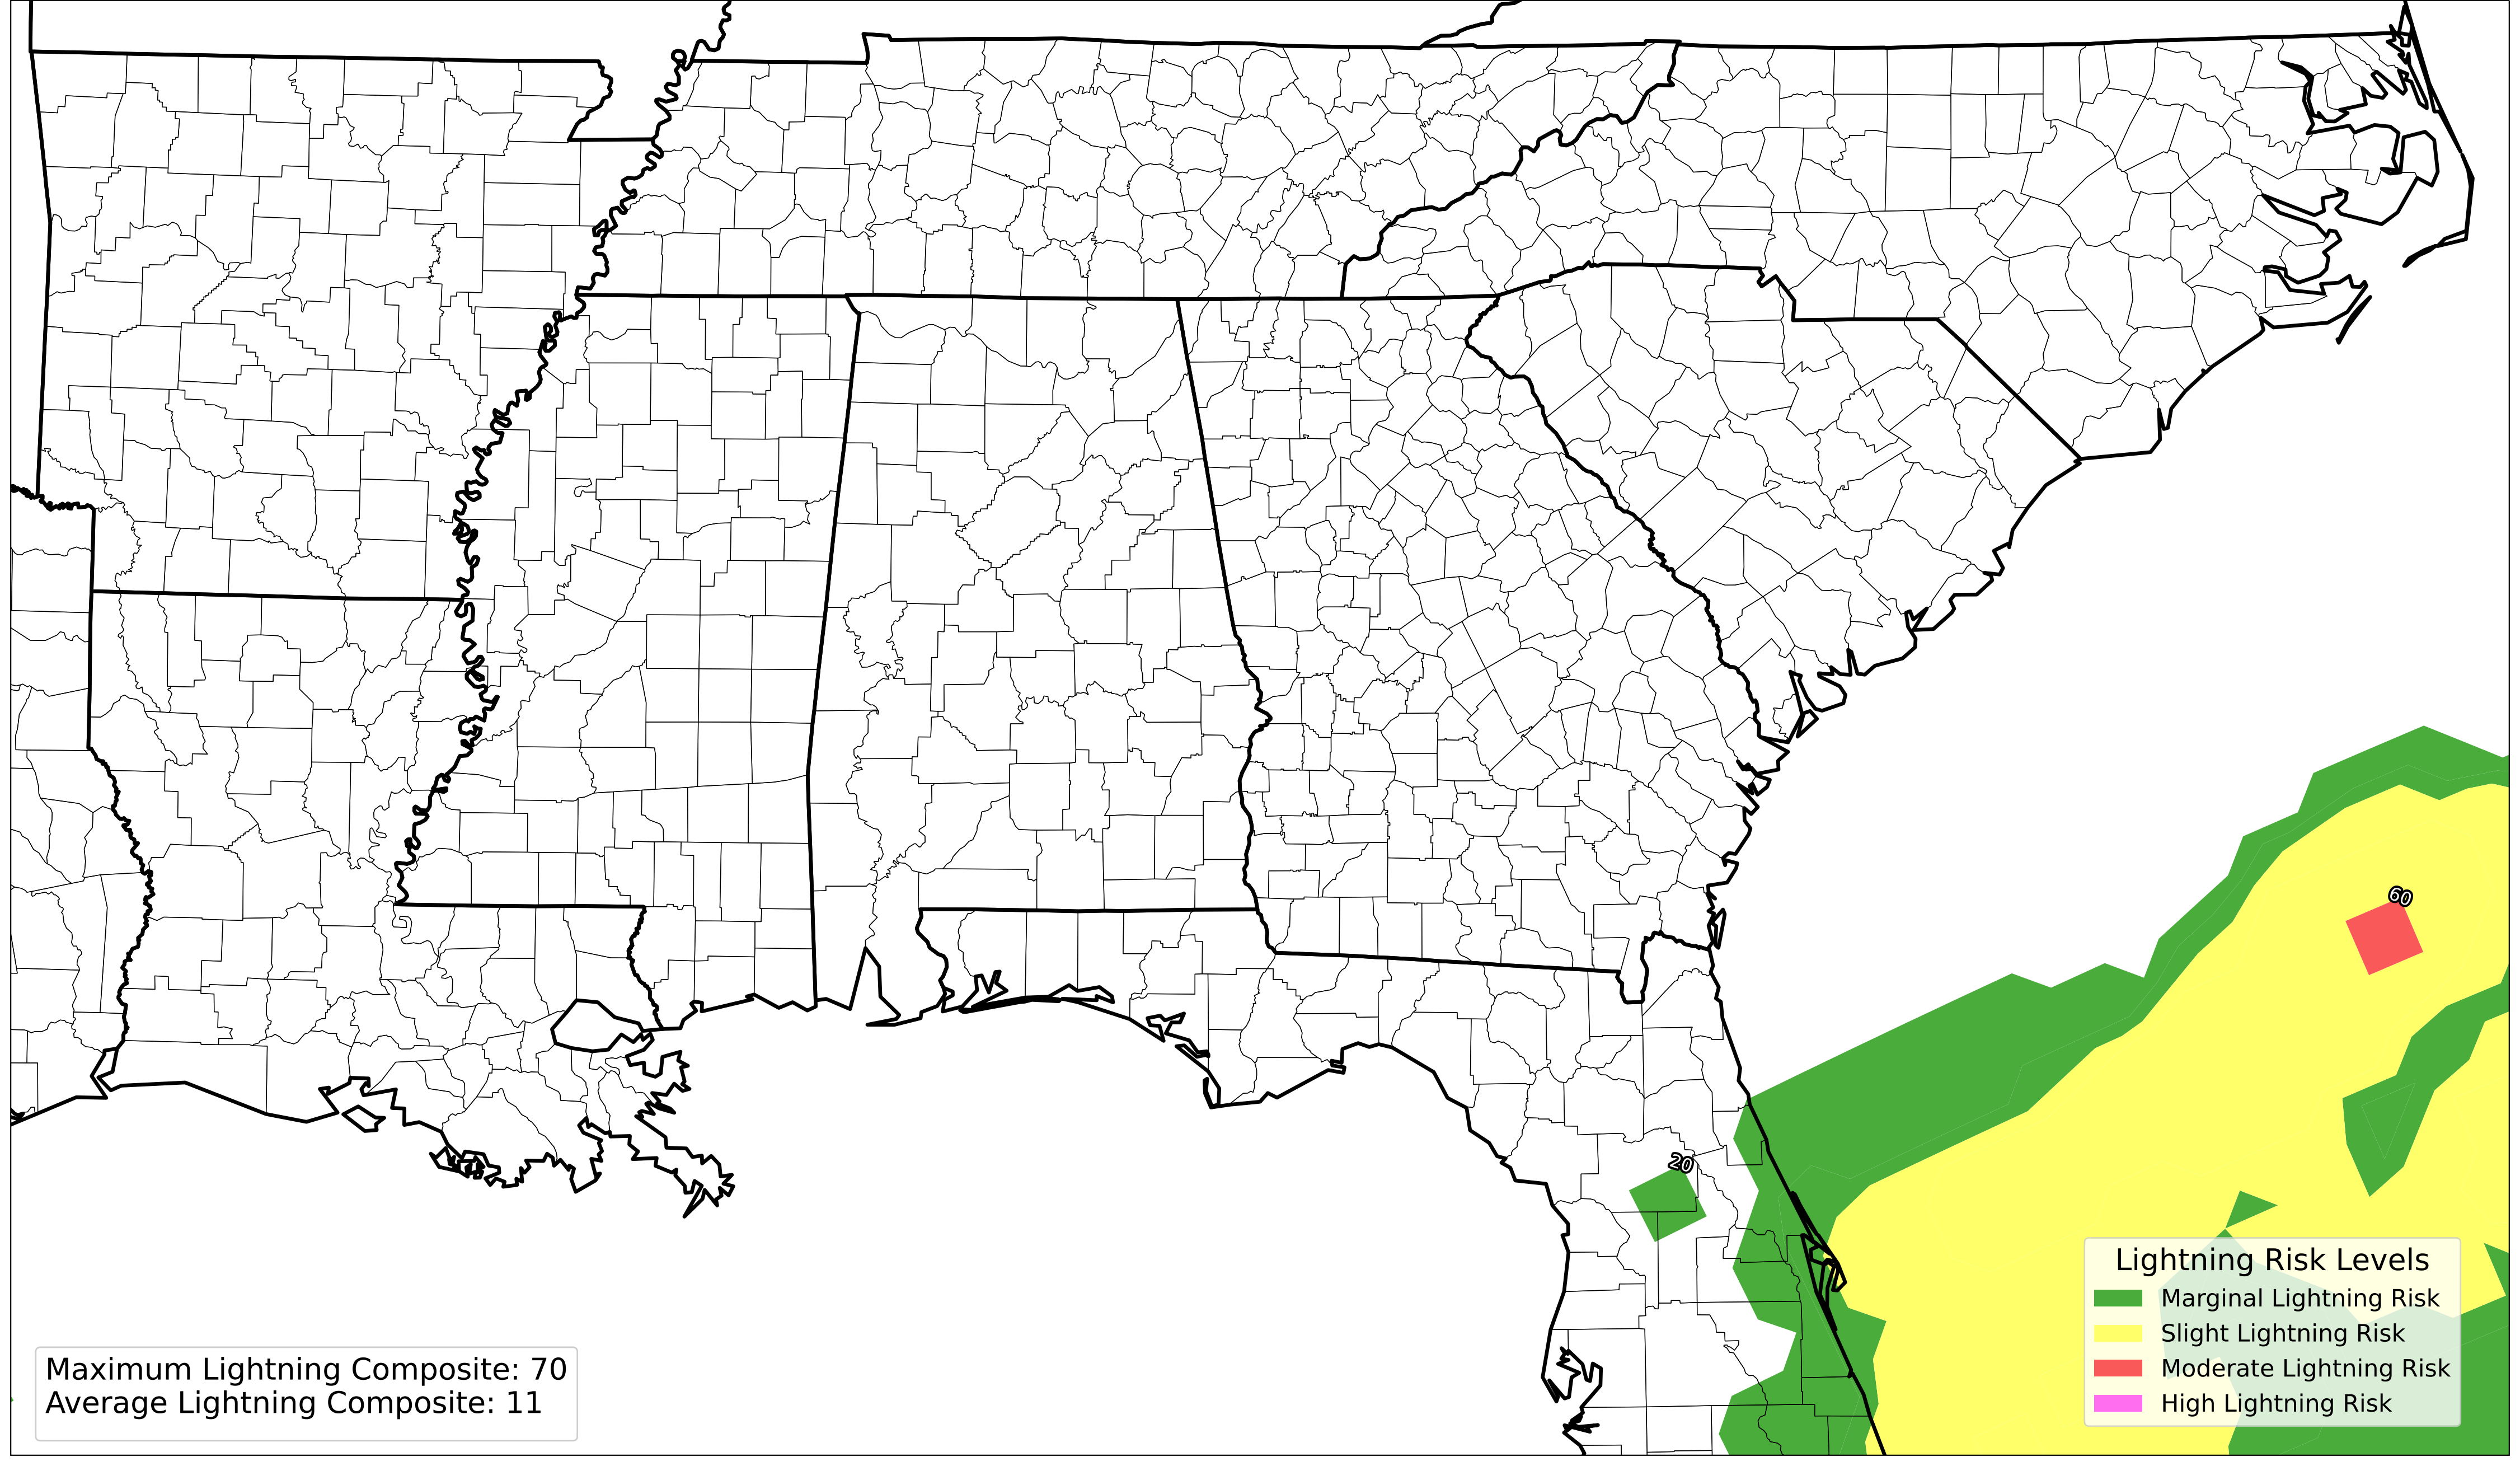 60
20
Lightning Risk Levels
Marginal Lightning Risk
Slight Lightning Risk
Moderate Lightning Risk
High Lightning Risk
Maximum Lightning Composite: 70
Average Lightning Composite: 11